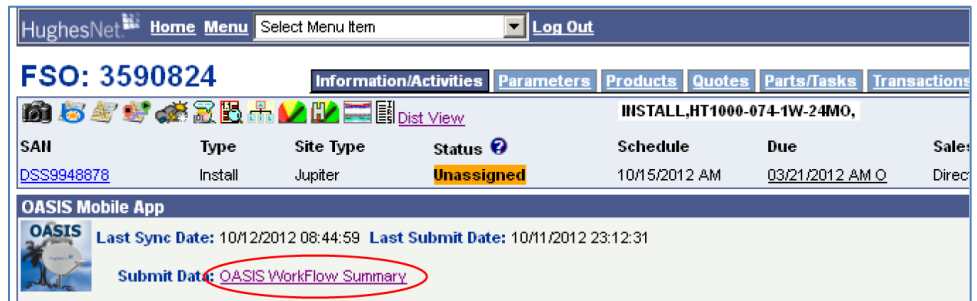 HughesNet. Home Menu Select Menu Item Log Out
FSO: 3590824 Information/Activities Parameters Products Quotes Parts/Tasks Transactions
Dist View INSTALL,HT1000-074-1W-24MO,
SAN Type Site Type Status ? Schedule Due Sales
DSS9948878 Install Jupiter Unassigned 10/15/2012 AM 03/21/2012 AM O Direc
OASIS Mobile App
OASIS Last Sync Date: 10/12/2012 08:44:59 Last Submit Date: 10/11/2012 23:12:31
Submit Data: OASIS WorkFlow Summary